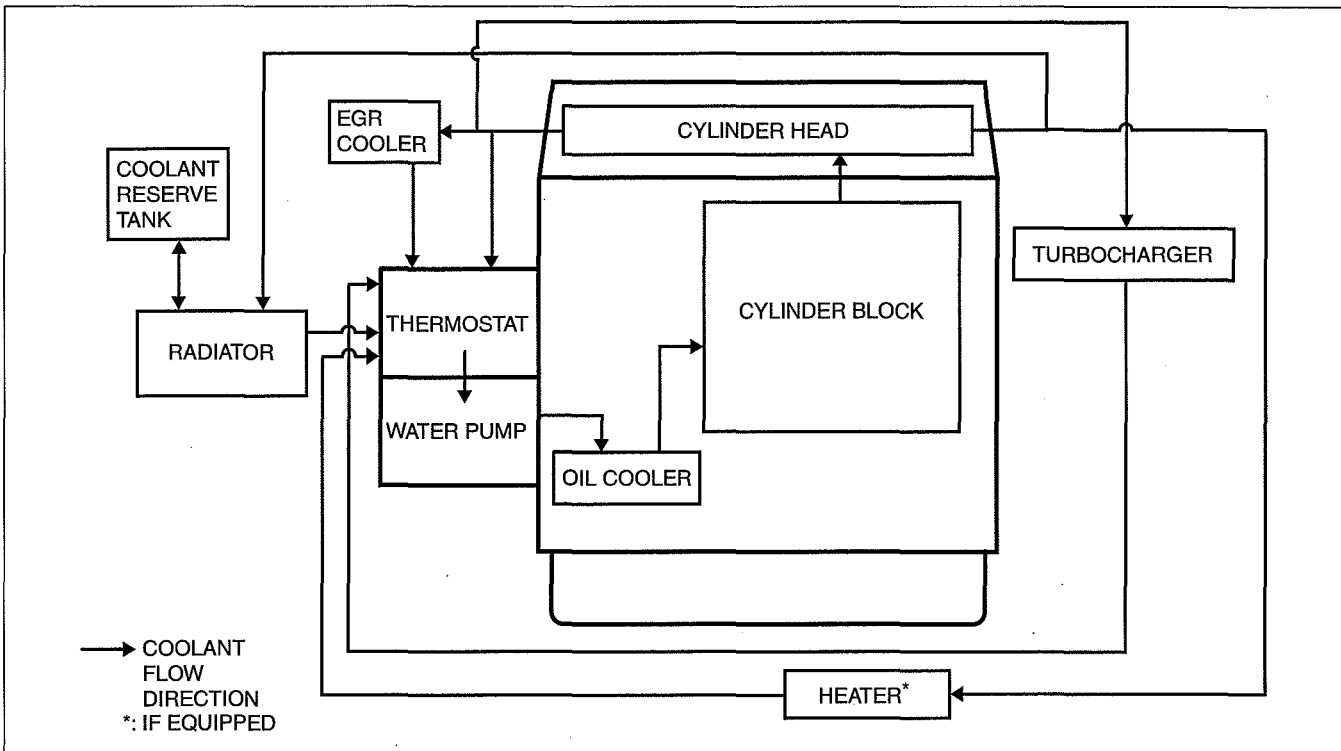 EGR
COOLER
CYLINDER HEAD
COOLANT
RESERVE
TANK
TURBOCHARGER
THERMOSTAT
CYLINDER BLOCK
RADIATOR
WATER PUMP
OIL COOLER
COOLANT
FLOW
DIRECTION
*: IF EQUIPPED
HEATER*